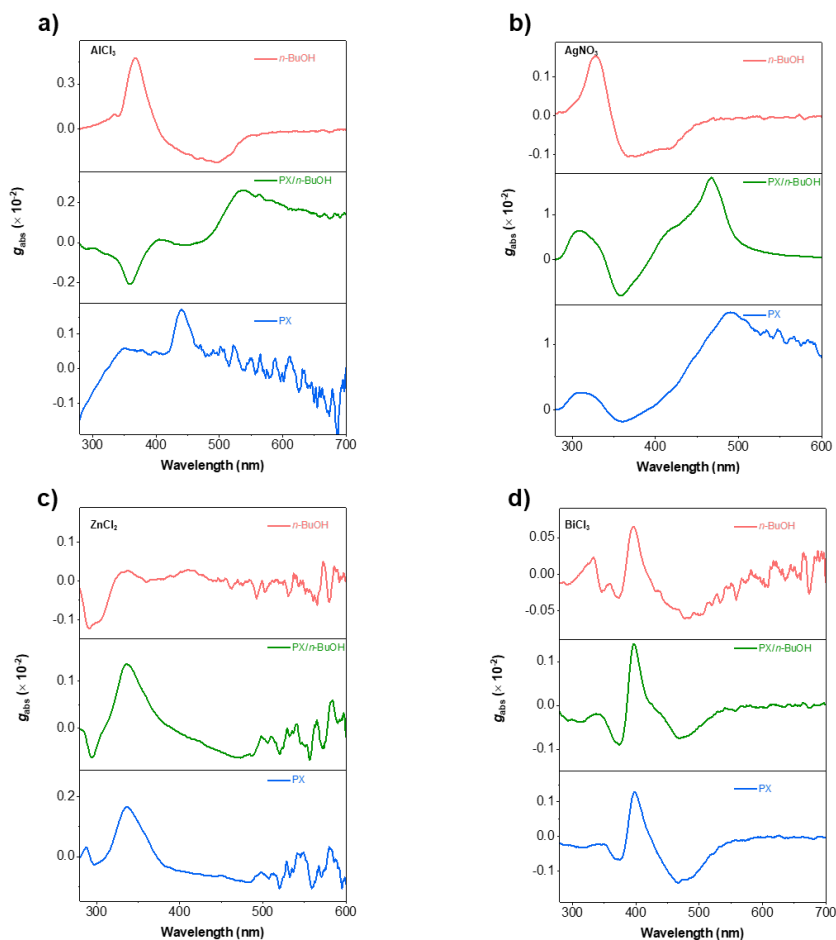 a)
AlCl₃
n-BuOH
0.3
0.0
PX/n-BuOH
0.2
0.0
-0.2
PX
0.1
0.0
-0.1
gabs (× 10⁻²)
300 400 500 600 700
Wavelength (nm)
b)
AgNO₃
n-BuOH
0.1
0.0
-0.1
PX/n-BuOH
1
0
PX
1
0
gabs (× 10⁻²)
300 400 500 600
Wavelength (nm)
c)
ZnCl₂
n-BuOH
0.1
0.0
-0.1
PX/n-BuOH
0.1
0.0
PX
0.2
0.0
gabs (× 10⁻²)
300 400 500 600
Wavelength (nm)
d)
BiCl₃
n-BuOH
0.05
0.00
-0.05
PX/n-BuOH
0.1
0.0
-0.1
PX
0.1
0.0
-0.1
gabs (× 10⁻²)
300 400 500 600 700
Wavelength (nm)